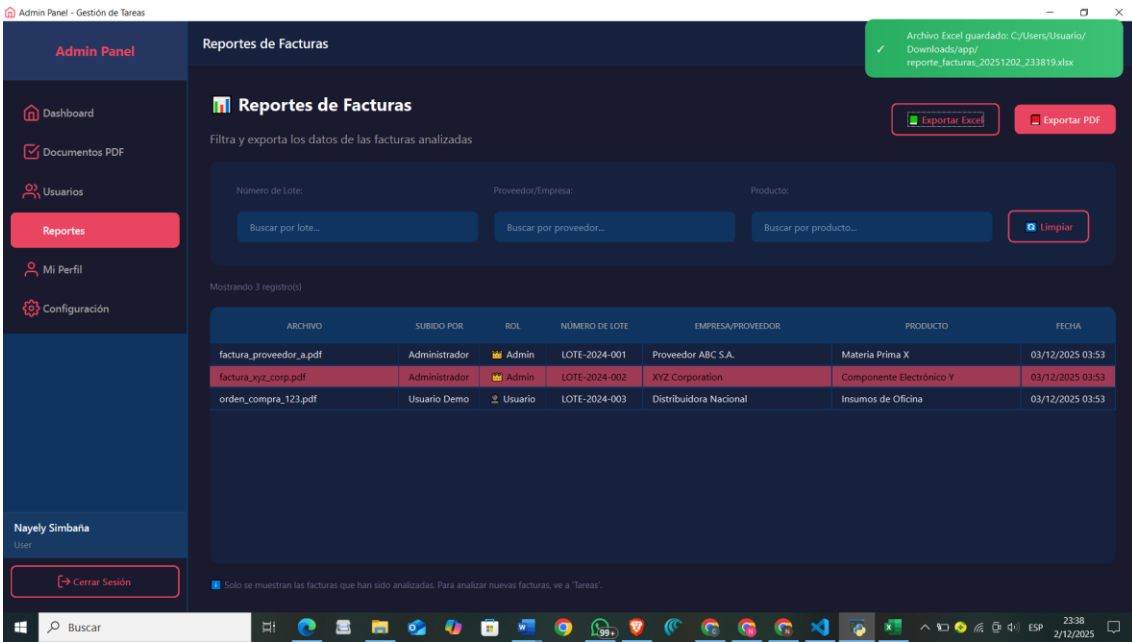 Admin Panel - Gestión de Tareas
Admin Panel
Reportes de Facturas
Archivo Excel guardado: C:/Users/Usuario/
Downloads/app/
reporte_facturas_20251202_233819.xlsx
Dashboard
Documentos PDF
Usuarios
Reportes
Mi Perfil
Configuración
Nayely Simbaña
User
Cerrar Sesión
Reportes de Facturas
Filtra y exporta los datos de las facturas analizadas
Exportar Excel
Exportar PDF
Número de Lote: Proveedor/Empresa: Producto:
Buscar por lote... Buscar por proveedor... Buscar por producto... Limpiar
Mostrando 3 registro(s)
ARCHIVO SUBIDO POR ROL NÚMERO DE LOTE EMPRESA/PROVEEDOR PRODUCTO FECHA
factura_proveedor_a.pdf Administrador Admin LOTE-2024-001 Proveedor ABC S.A. Materia Prima X 03/12/2025 03:53
factura_xyz_corp.pdf Administrador Admin LOTE-2024-002 XYZ Corporation Componente Electrónico Y 03/12/2025 03:53
orden_compra_123.pdf Usuario Demo Usuario LOTE-2024-003 Distribuidora Nacional Insumos de Oficina 03/12/2025 03:53
Solo se muestran las facturas que han sido analizadas. Para analizar nuevas facturas, ve a 'Tareas'.
Buscar
99+
ESP
23:38
2/12/2025